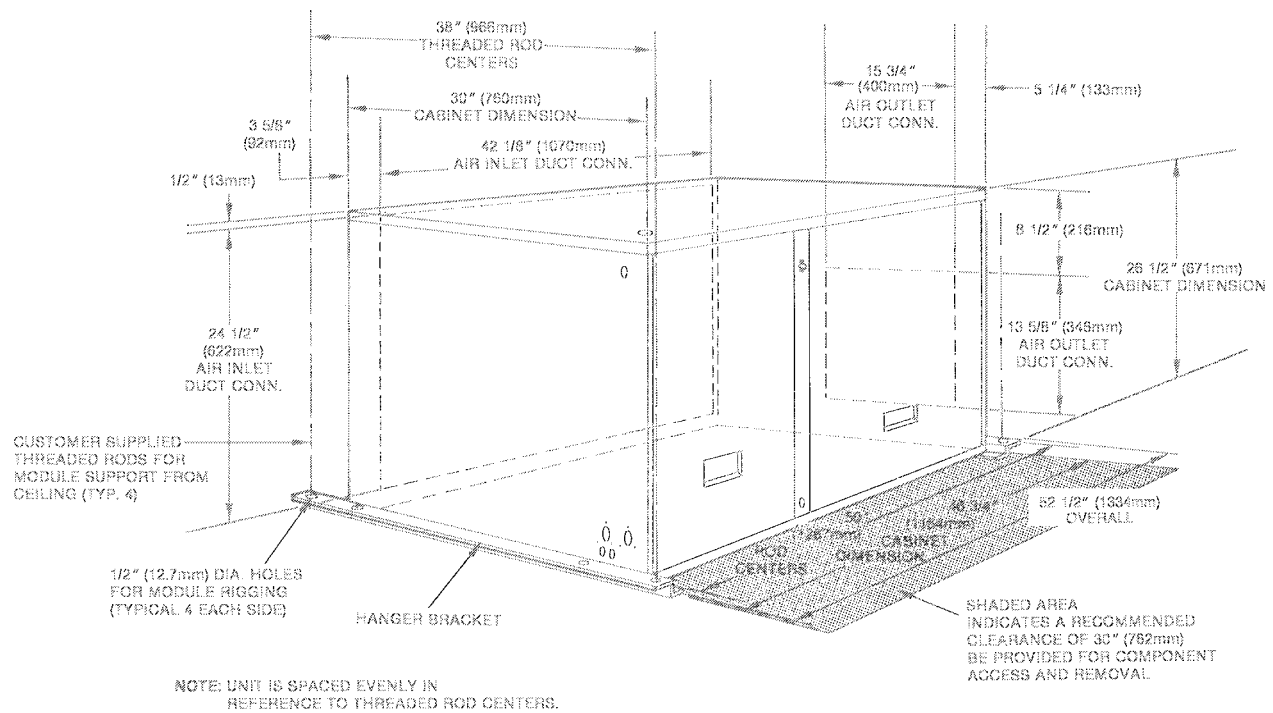 38" (966mm)
THREADED ROD
CENTERS
30" (760mm)
CABINET DIMENSION
3 5/8"
(92mm)
42 1/8" (1070mm)
AIR INLET DUCT CONN.
1/2" (13mm)
15 3/4"
(400mm)
AIR OUTLET
DUCT CONN.
5 1/4" (133mm)
8 1/2" (216mm)
26 1/2" (671mm)
CABINET DIMENSION
13 5/8" (346mm)
AIR OUTLET
DUCT CONN.
24 1/2"
(622mm)
AIR INLET
DUCT CONN.
CUSTOMER SUPPLIED
THREADED RODS FOR
MODULE SUPPORT FROM
CEILING (TYP. 4)
52 1/2" (1334mm)
OVERALL
48 3/4"
CABINET
DIMENSION
50"
ROD
CENTERS
1/2" (12.7mm) DIA. HOLES
FOR MODULE RIGGING
(TYPICAL 4 EACH SIDE)
HANGER BRACKET
SHADED AREA
INDICATES A RECOMMENDED
CLEARANCE OF 30" (762mm)
BE PROVIDED FOR COMPONENT
ACCESS AND REMOVAL
NOTE: UNIT IS SPACED EVENLY IN
REFERENCE TO THREADED ROD CENTERS.